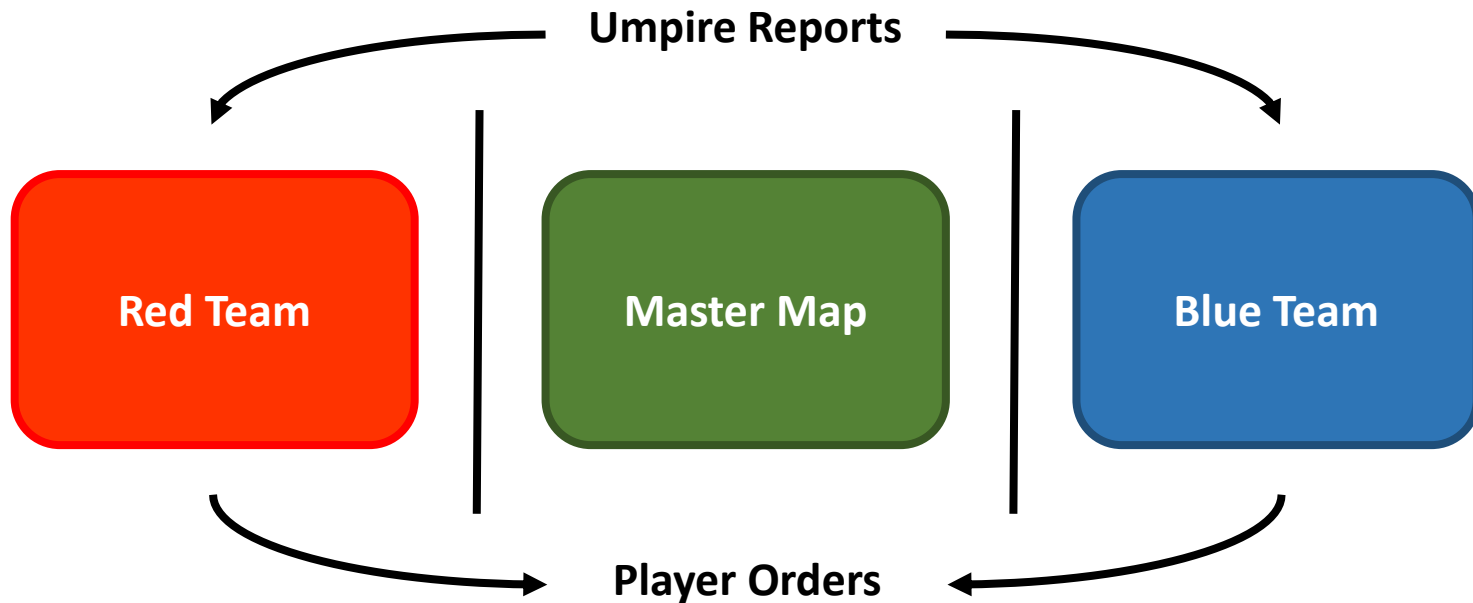 Umpire Reports
Red Team
Master Map
Blue Team
Player Orders